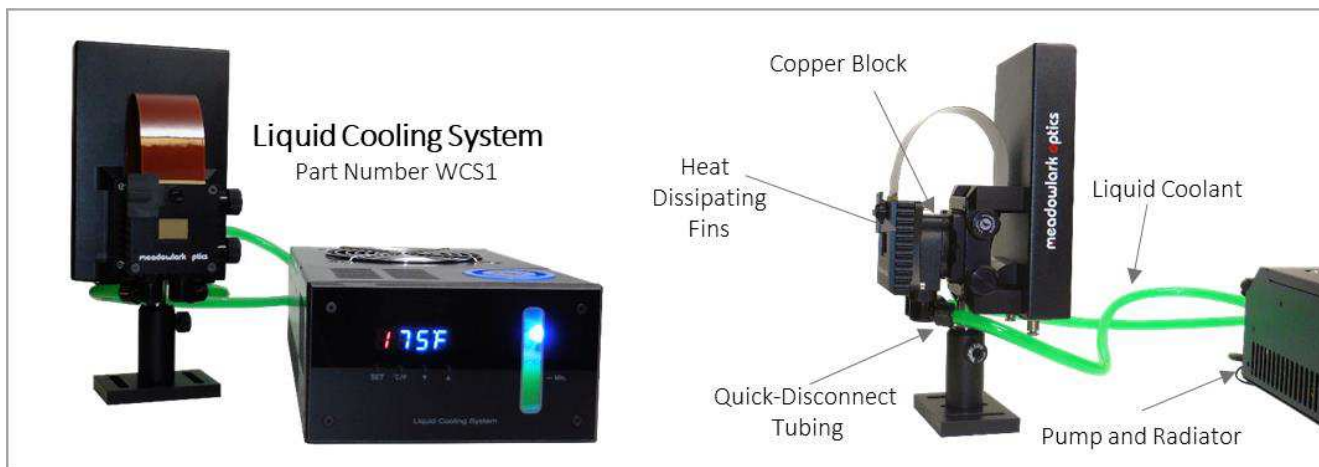 Liquid Cooling System
Part Number WCS1
meadowlark optics
175F
SET °C/F ▼ ▲
Min.
Liquid Cooling System
Copper Block
Heat
Dissipating
Fins
Liquid Coolant
meadowlark optics
Quick-Disconnect
Tubing
Pump and Radiator